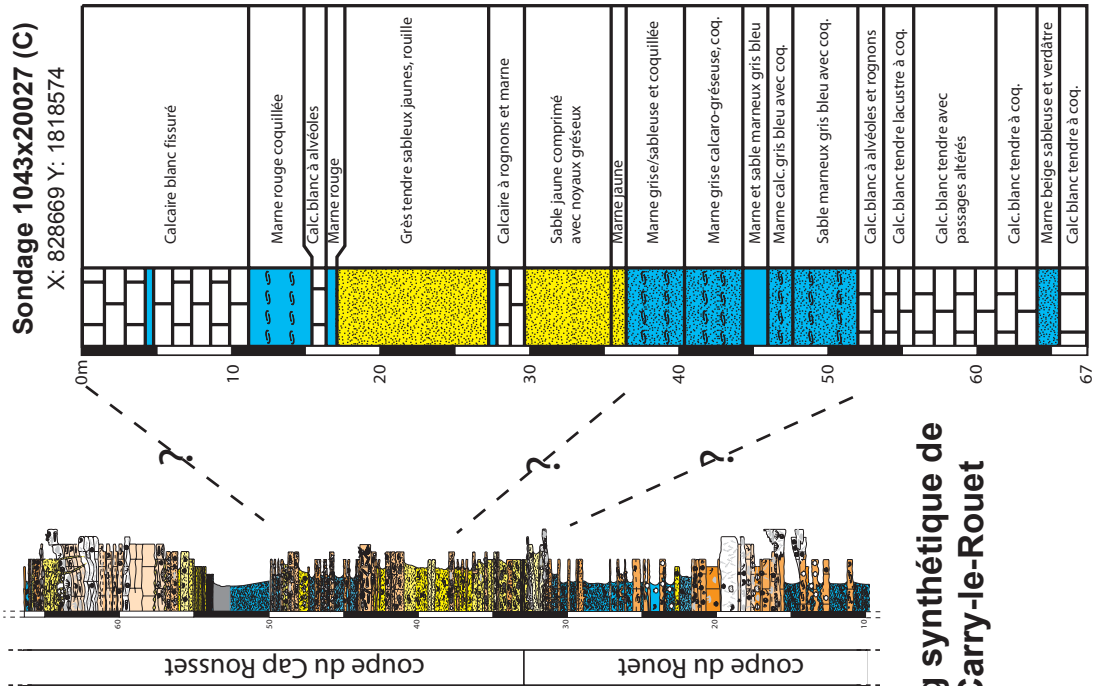 Sondage 1043x20027 (C)
X: 828669 Y: 1818574
Calcaire blanc fissuré
Marne rouge coquillée
Calc. blanc à alvéoles
Marne rouge
Grès tendre sableux jaunes, rouille
Calcaire à rognons et marne
Sable jaune comprimé
avec noyaux gréseux
Marne jaune
Marne grise/sableuse et coquillée
Marne grise calcaro-gréseuse, coq.
Marne et sable marneux gris bleu
Marne calc. gris bleu avec coq.
Sable marneux gris bleu avec coq.
Calc. blanc à alvéoles et rognons
Calc. blanc tendre lacustre à coq.
Calc. blanc tendre avec
passages altérés
Calc. blanc tendre à coq.
Marne beige sableuse et verdâtre
Calc blanc tendre à coq.
0m
10
20
30
40
50
60
67
?
?
?
60
50
40
30
20
10
coupe du Cap Rousset
coupe du Rouet
g synthétique de
Carry-le-Rouet